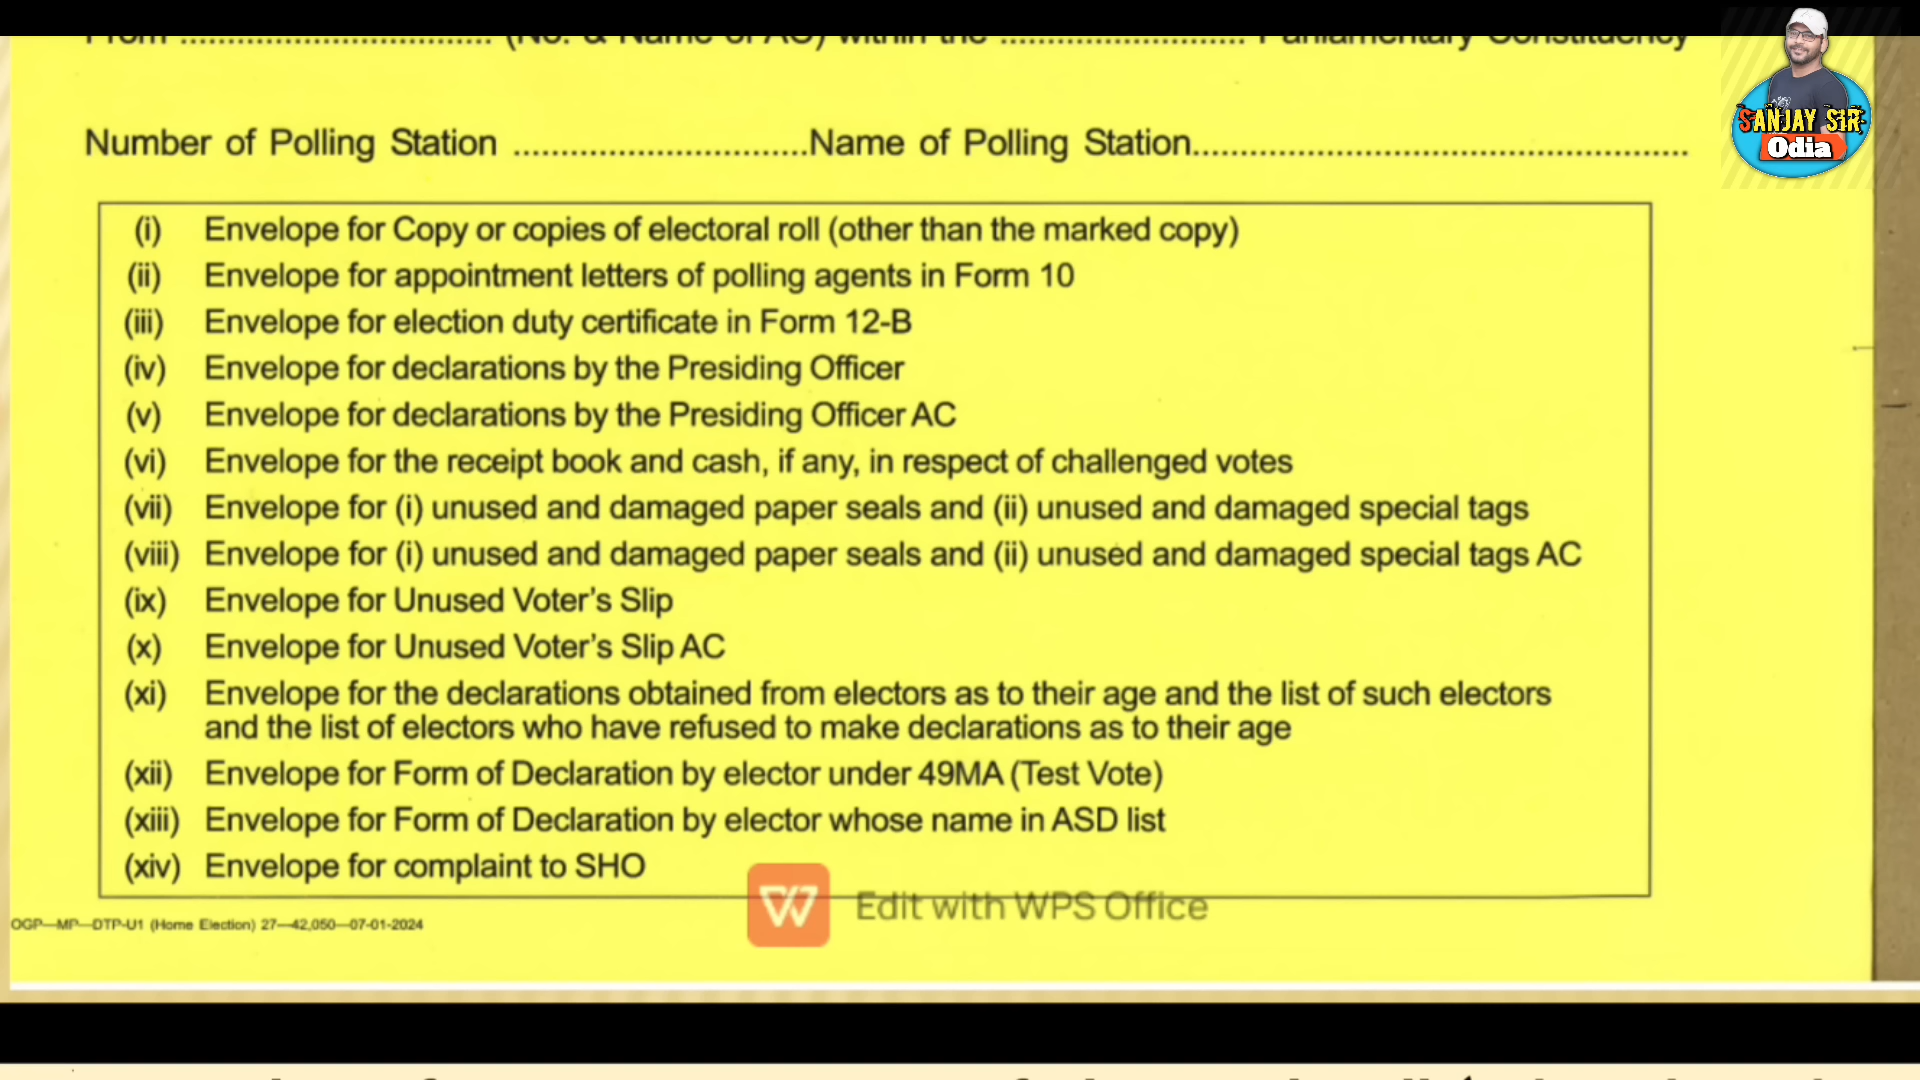 From ................................. (No. & Name of AC) within the .......................... Parliamentary Constituency
SANJAY SIR
Odia
Number of Polling Station ...............................Name of Polling Station....................................................
(i) Envelope for Copy or copies of electoral roll (other than the marked copy)
(ii) Envelope for appointment letters of polling agents in Form 10
(iii) Envelope for election duty certificate in Form 12-B
(iv) Envelope for declarations by the Presiding Officer
(v) Envelope for declarations by the Presiding Officer AC
(vi) Envelope for the receipt book and cash, if any, in respect of challenged votes
(vii) Envelope for (i) unused and damaged paper seals and (ii) unused and damaged special tags
(viii) Envelope for (i) unused and damaged paper seals and (ii) unused and damaged special tags AC
(ix) Envelope for Unused Voter’s Slip
(x) Envelope for Unused Voter’s Slip AC
(xi) Envelope for the declarations obtained from electors as to their age and the list of such electors
and the list of electors who have refused to make declarations as to their age
(xii) Envelope for Form of Declaration by elector under 49MA (Test Vote)
(xiii) Envelope for Form of Declaration by elector whose name in ASD list
(xiv) Envelope for complaint to SHO
Edit with WPS Office
OGP—MP—DTP-U1 (Home Election) 27—42,050—07-01-2024